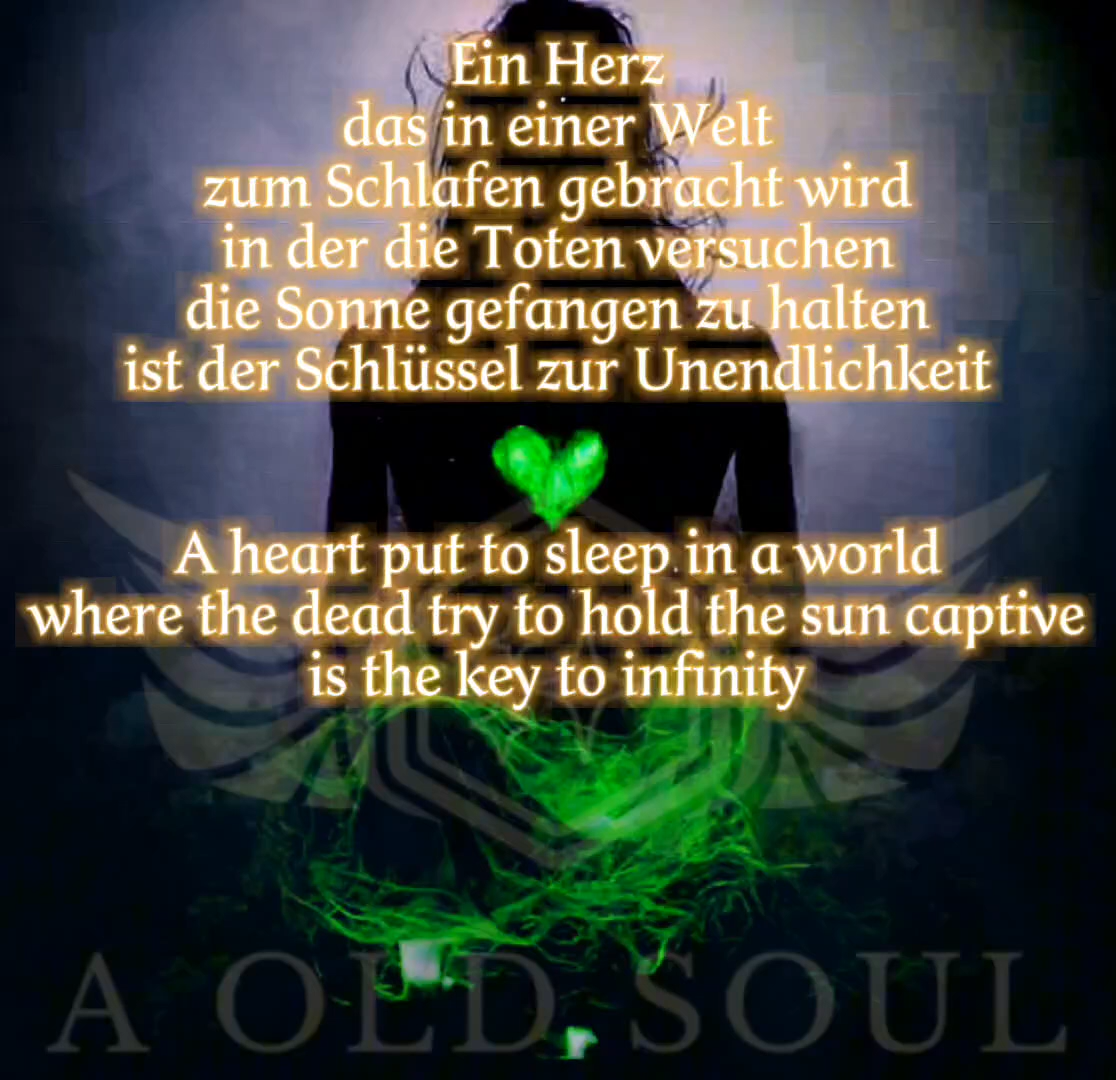 Ein Herz
das in einer Welt
zum Schlafen gebracht wird
in der die Toten versuchen
die Sonne gefangen zu halten
ist der Schlüssel zur Unendlichkeit
A heart put to sleep in a world
where the dead try to hold the sun captive
is the key to infinity
A OLD SOUL